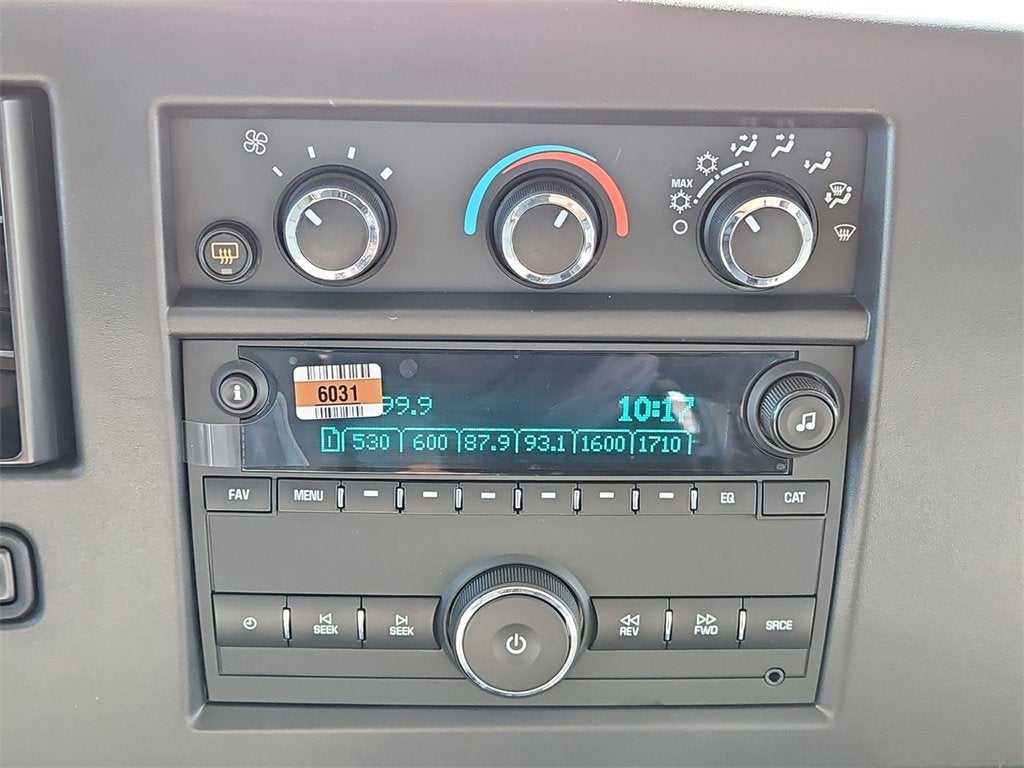 MAX
6031
99.9 10:17
1 530 600 87.9 93.1 1600 1710
FAV MENU EQ CAT
SEEK SEEK REV FWD SRCE